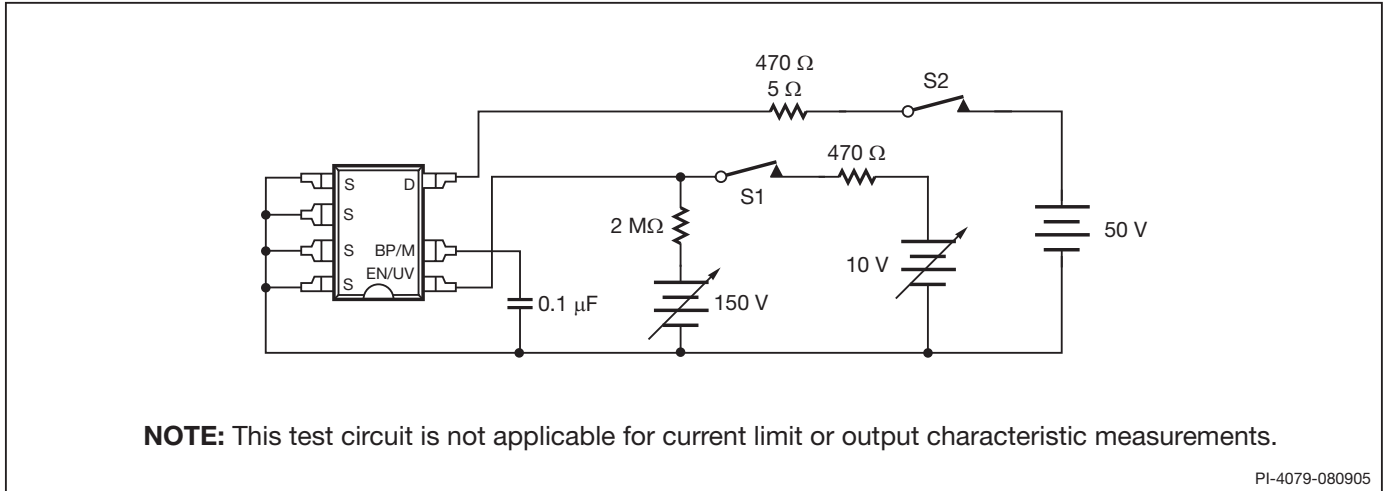 470 Ω
5 Ω
S2
470 Ω
S1
S D
S
S BP/M
EN/UV
S
2 MΩ
150 V
10 V
50 V
0.1 μF
NOTE: This test circuit is not applicable for current limit or output characteristic measurements.
PI-4079-080905